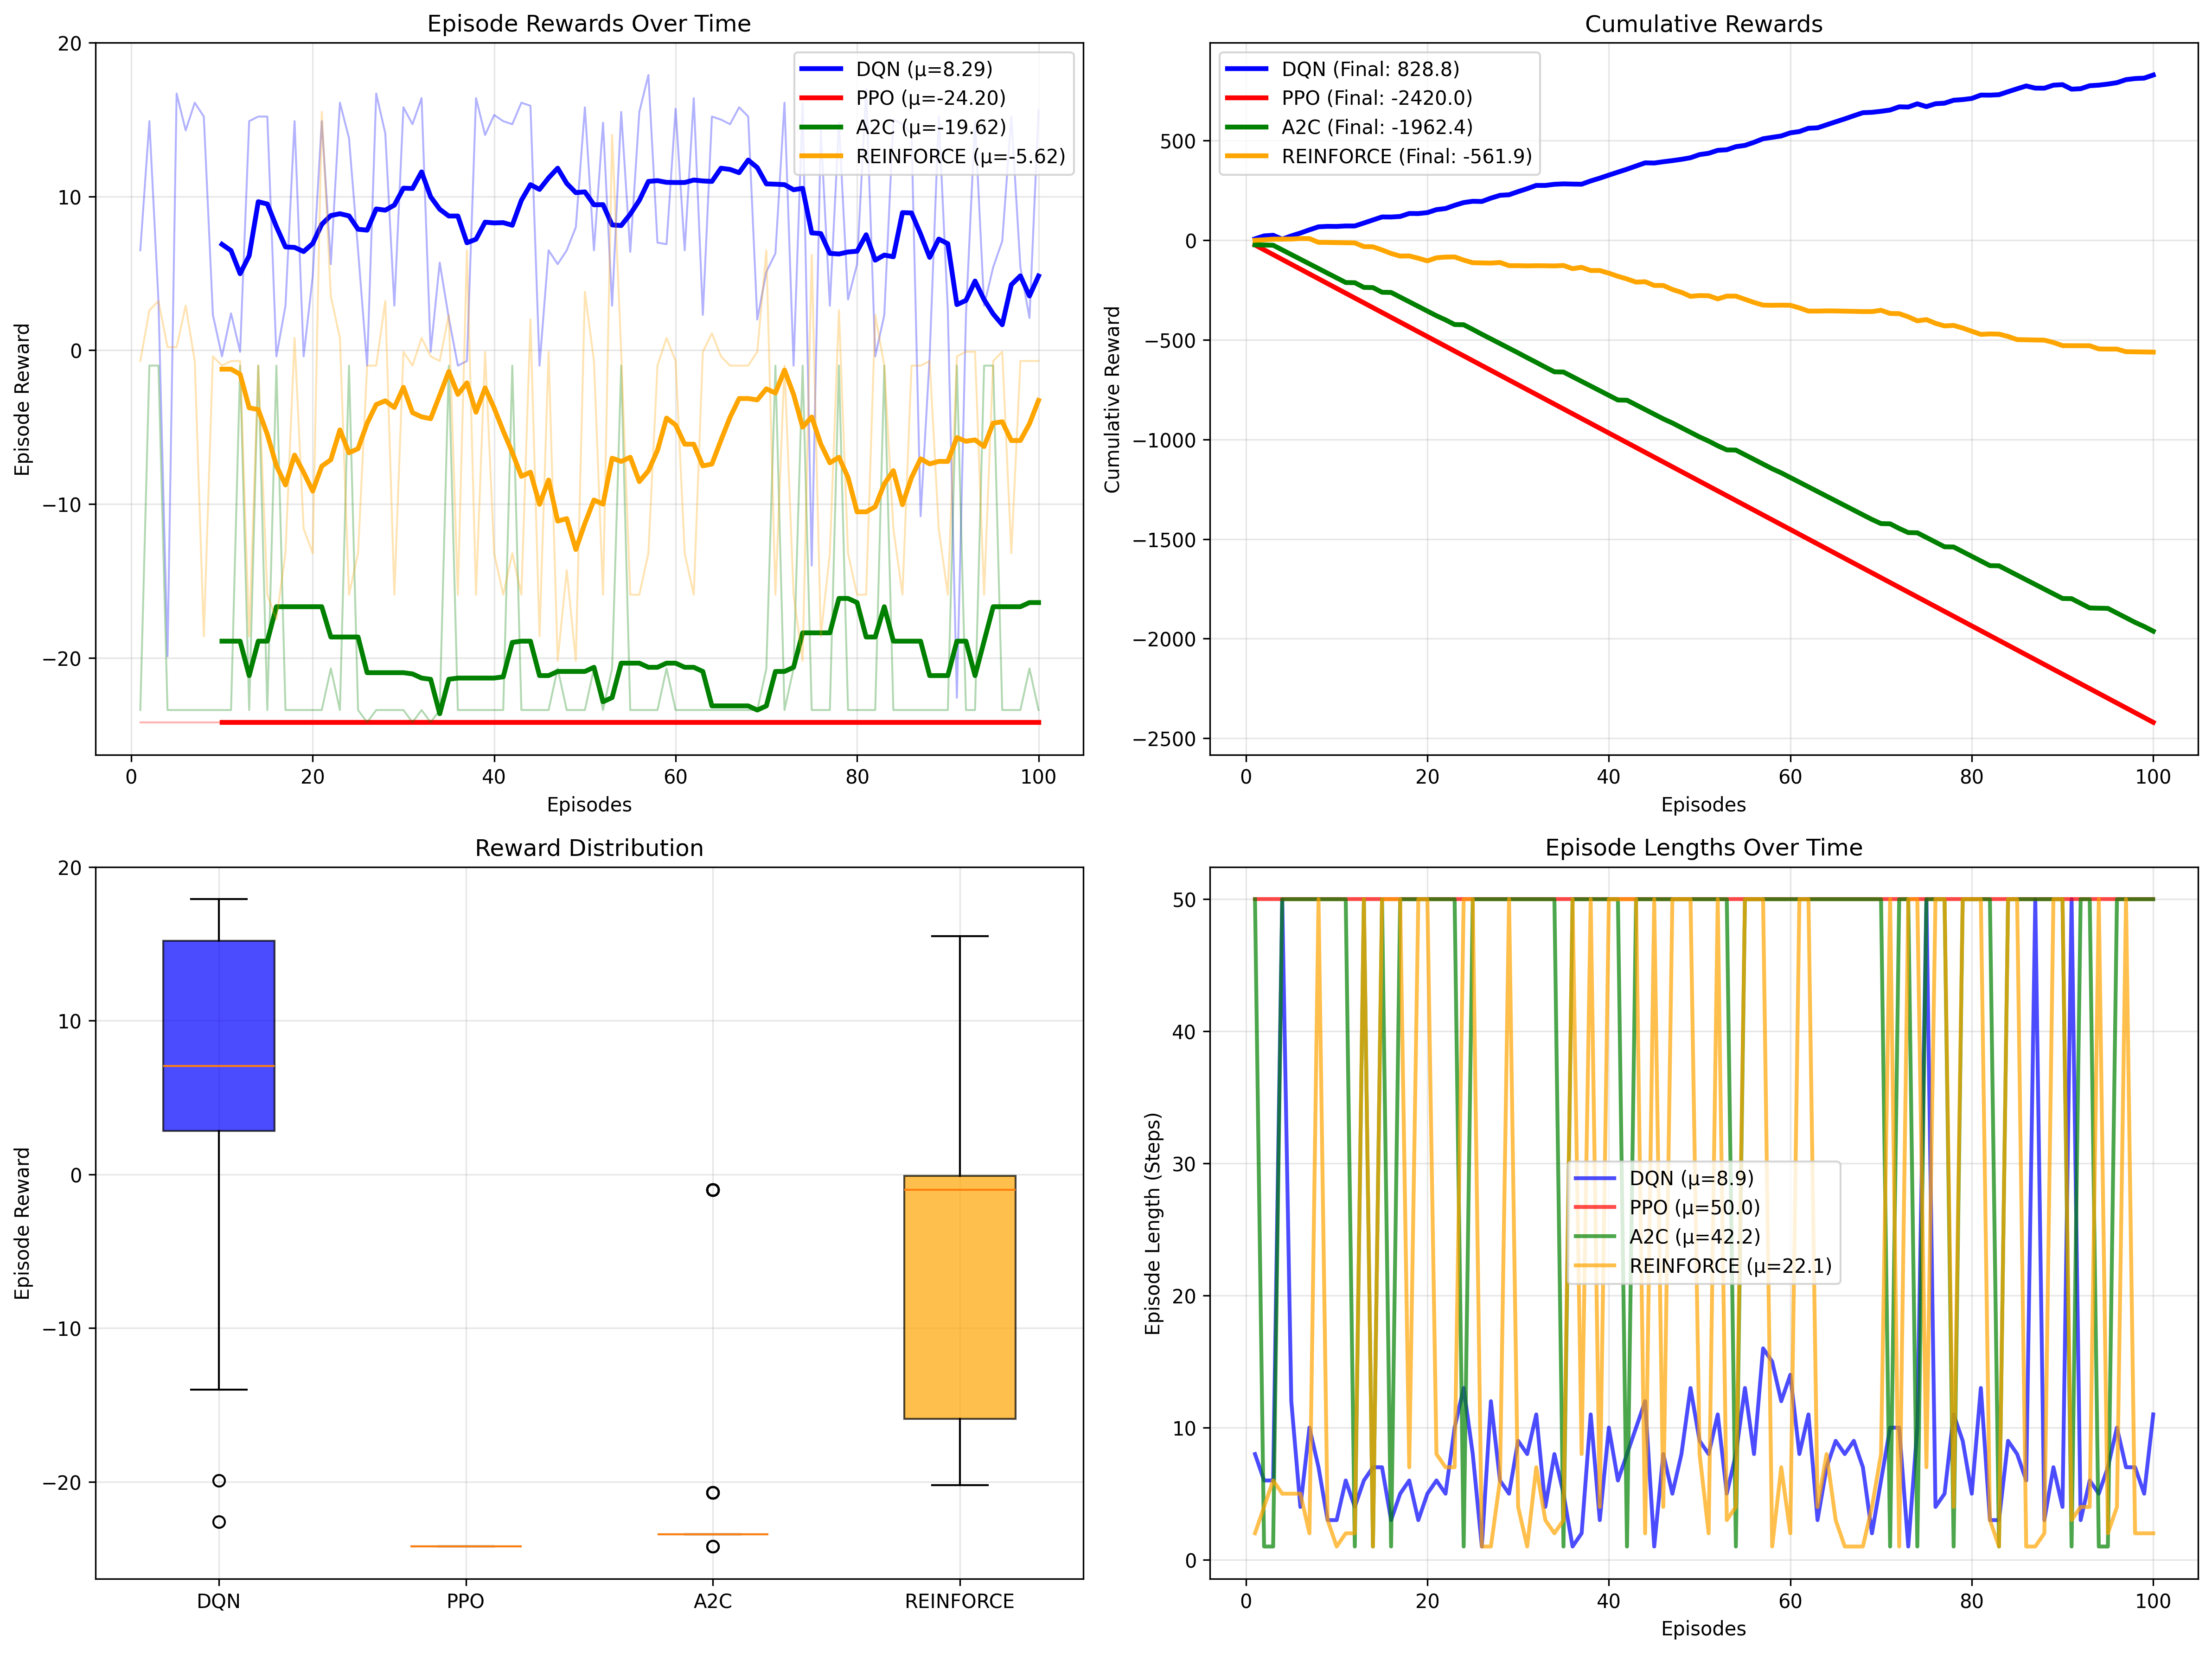 Episode Rewards Over Time
Episode Reward
20
10
0
−10
−20
DQN (μ=8.29)
PPO (μ=-24.20)
A2C (μ=-19.62)
REINFORCE (μ=-5.62)
0 20 40 60 80 100
Episodes
Cumulative Rewards
Cumulative Reward
500
0
−500
−1000
−1500
−2000
−2500
DQN (Final: 828.8)
PPO (Final: -2420.0)
A2C (Final: -1962.4)
REINFORCE (Final: -561.9)
0 20 40 60 80 100
Episodes
Reward Distribution
Episode Reward
20
10
0
−10
−20
DQN PPO A2C REINFORCE
Episode Lengths Over Time
Episode Length (Steps)
50
40
30
20
10
0
DQN (μ=8.9)
PPO (μ=50.0)
A2C (μ=42.2)
REINFORCE (μ=22.1)
0 20 40 60 80 100
Episodes